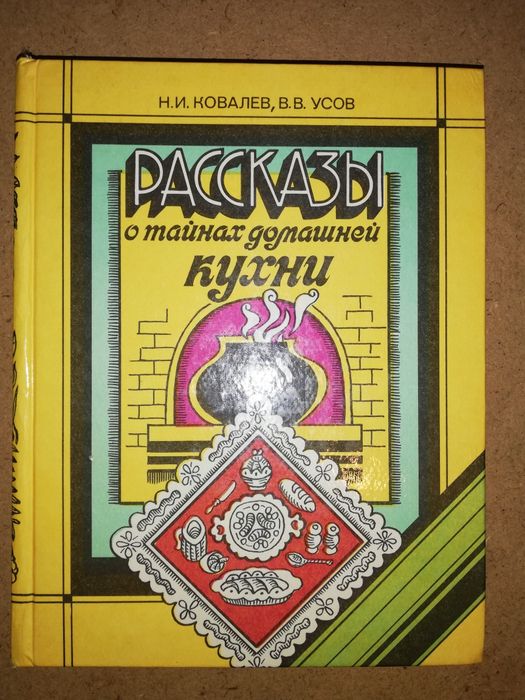 Н.И. КОВАЛЕВ, В.В. УСОВ
РАССКАЗЫ
о тайнах домашней
кухни